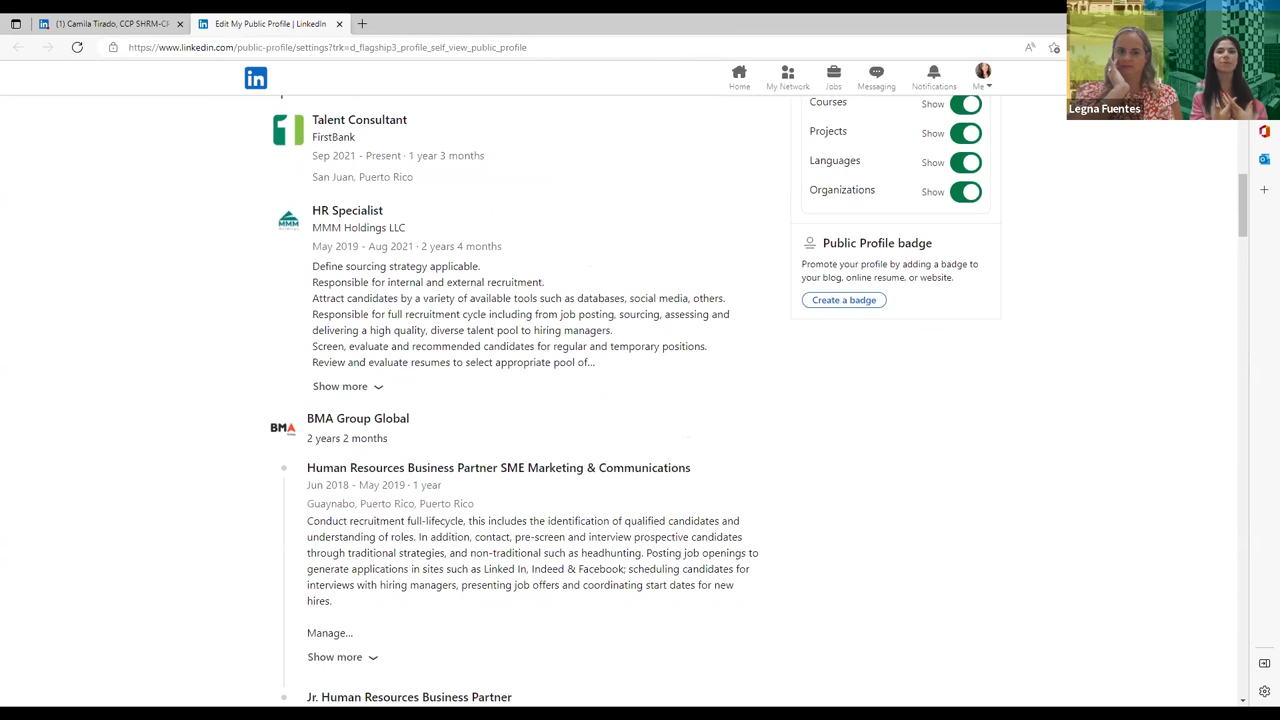 (1) Camila Tirado, CCP SHRM-CP
Edit My Public Profile | LinkedIn
https://www.linkedin.com/public-profile/settings?trk=d_flagship3_profile_self_view_public_profile
Legna Fuentes
in
Home
My Network
Jobs
Messaging
Notifications
Me
Talent Consultant
FirstBank
Sep 2021 - Present · 1 year 3 months
San Juan, Puerto Rico
MMM
HR Specialist
MMM Holdings LLC
May 2019 - Aug 2021 · 2 years 4 months
Define sourcing strategy applicable.
Responsible for internal and external recruitment.
Attract candidates by a variety of available tools such as databases, social media, others.
Responsible for full recruitment cycle including from job posting, sourcing, assessing and
delivering a high quality, diverse talent pool to hiring managers.
Screen, evaluate and recommended candidates for regular and temporary positions.
Review and evaluate resumes to select appropriate pool of...
Show more
BMA
BMA Group Global
2 years 2 months
Human Resources Business Partner SME Marketing & Communications
Jun 2018 - May 2019 · 1 year
Guaynabo, Puerto Rico, Puerto Rico
Conduct recruitment full-lifecycle, this includes the identification of qualified candidates and
understanding of roles. In addition, contact, pre-screen and interview prospective candidates
through traditional strategies, and non-traditional such as headhunting. Posting job openings to
generate applications in sites such as Linked In, Indeed & Facebook; scheduling candidates for
interviews with hiring managers, presenting job offers and coordinating start dates for new
hires.
Manage...
Show more
Jr. Human Resources Business Partner
Courses
Show
Projects
Show
Languages
Show
Organizations
Show
Public Profile badge
Promote your profile by adding a badge to
your blog, online resume, or website.
Create a badge